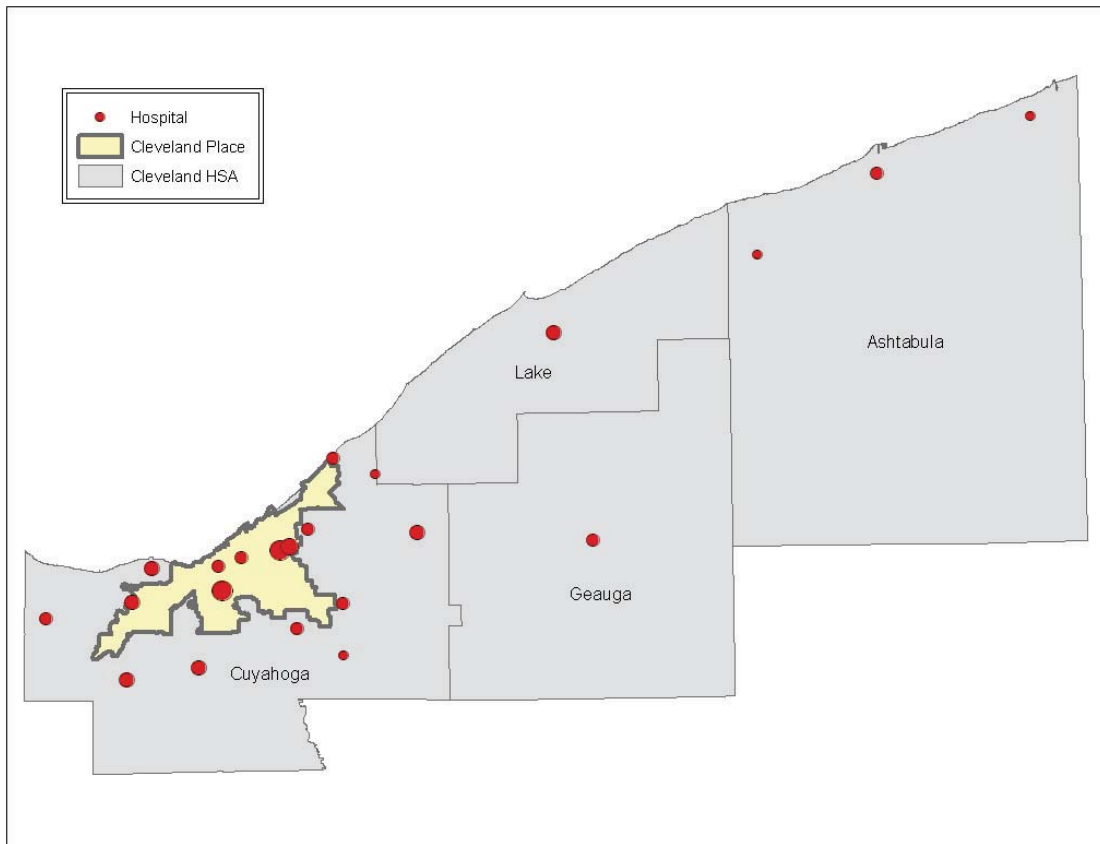 Hospital
Cleveland Place
Cleveland HSA
Ashtabula
Lake
Geauga
Cuyahoga